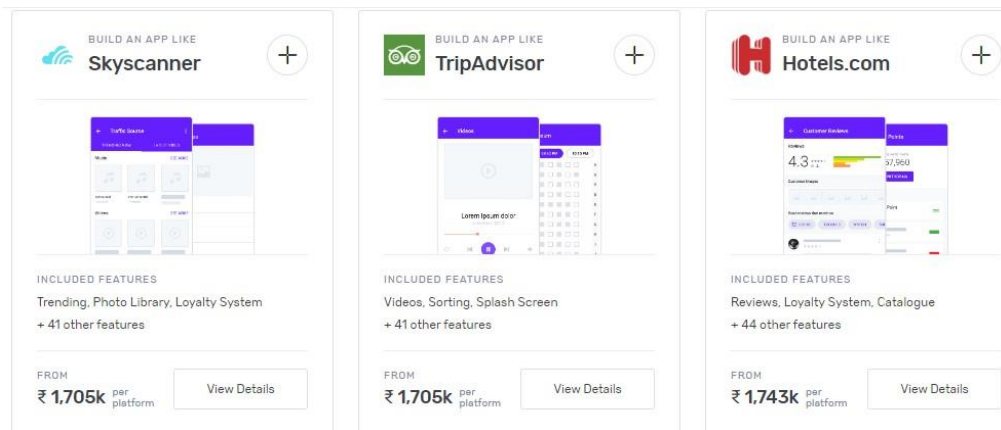 BUILD AN APP LIKE
Skyscanner
Traffic Source
Music
INCLUDED FEATURES
Trending, Photo Library, Loyalty System
+ 41 other features
FROM
₹ 1,705k per platform
View Details
BUILD AN APP LIKE
TripAdvisor
Videos
Lorem ipsum dolor
INCLUDED FEATURES
Videos, Sorting, Splash Screen
+ 41 other features
FROM
₹ 1,705k per platform
View Details
BUILD AN APP LIKE
Hotels.com
Customer Reviews
Points
4.3
INCLUDED FEATURES
Reviews, Loyalty System, Catalogue
+ 44 other features
FROM
₹ 1,743k per platform
View Details